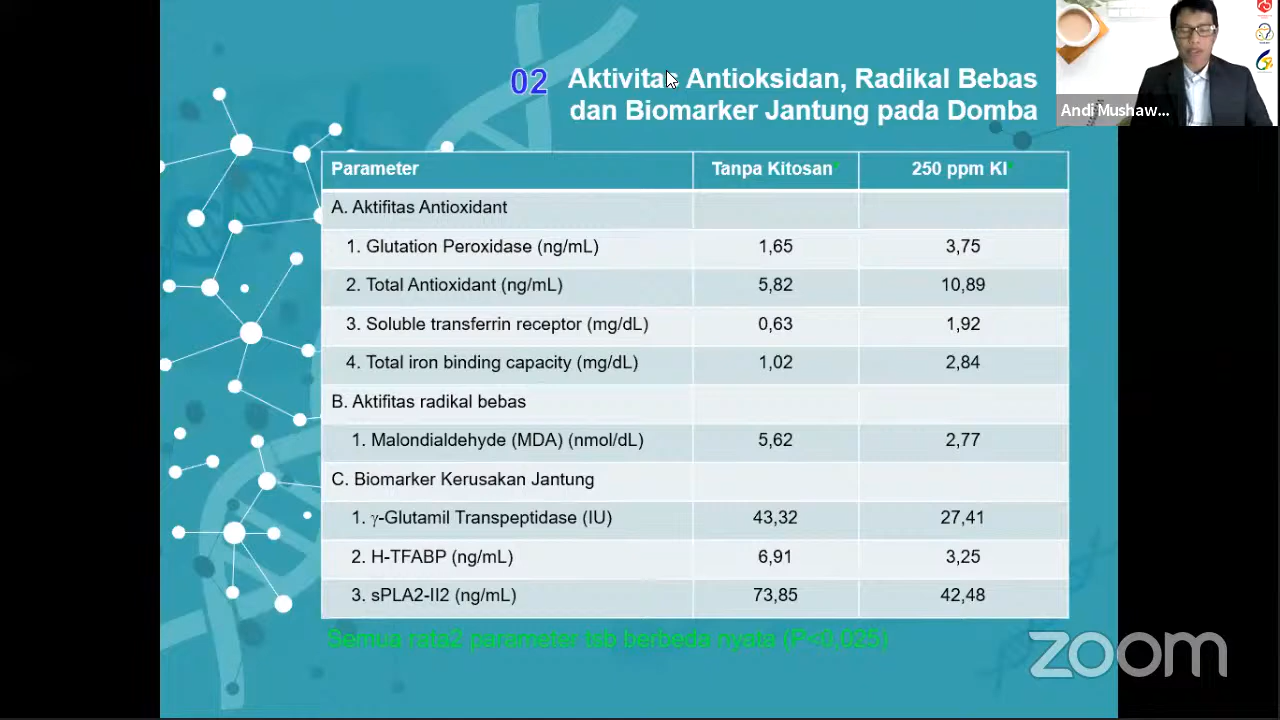 02
Aktivitas Antioksidan, Radikal Bebas
dan Biomarker Jantung pada Domba
Andi Mushaw...
Parameter Tanpa Kitosan* 250 ppm KI*
A. Aktifitas Antioxidant
1. Glutation Peroxidase (ng/mL) 1,65 3,75
2. Total Antioxidant (ng/mL) 5,82 10,89
3. Soluble transferrin receptor (mg/dL) 0,63 1,92
4. Total iron binding capacity (mg/dL) 1,02 2,84
B. Aktifitas radikal bebas
1. Malondialdehyde (MDA) (nmol/dL) 5,62 2,77
C. Biomarker Kerusakan Jantung
1. γ-Glutamil Transpeptidase (IU) 43,32 27,41
2. H-TFABP (ng/mL) 6,91 3,25
3. sPLA2-II2 (ng/mL) 73,85 42,48
Semua rata2 parameter tsb berbeda nyata (P<0,025)
zoom